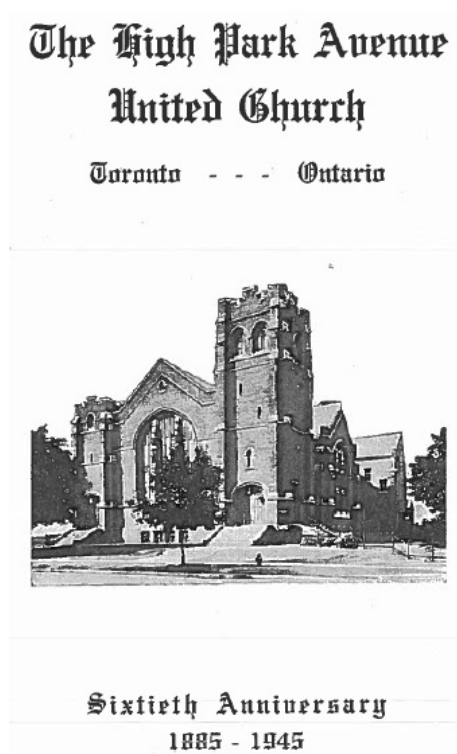 The High Park Avenue
United Church
Toronto - - - Ontario
Sixtieth Anniversary
1885 - 1945